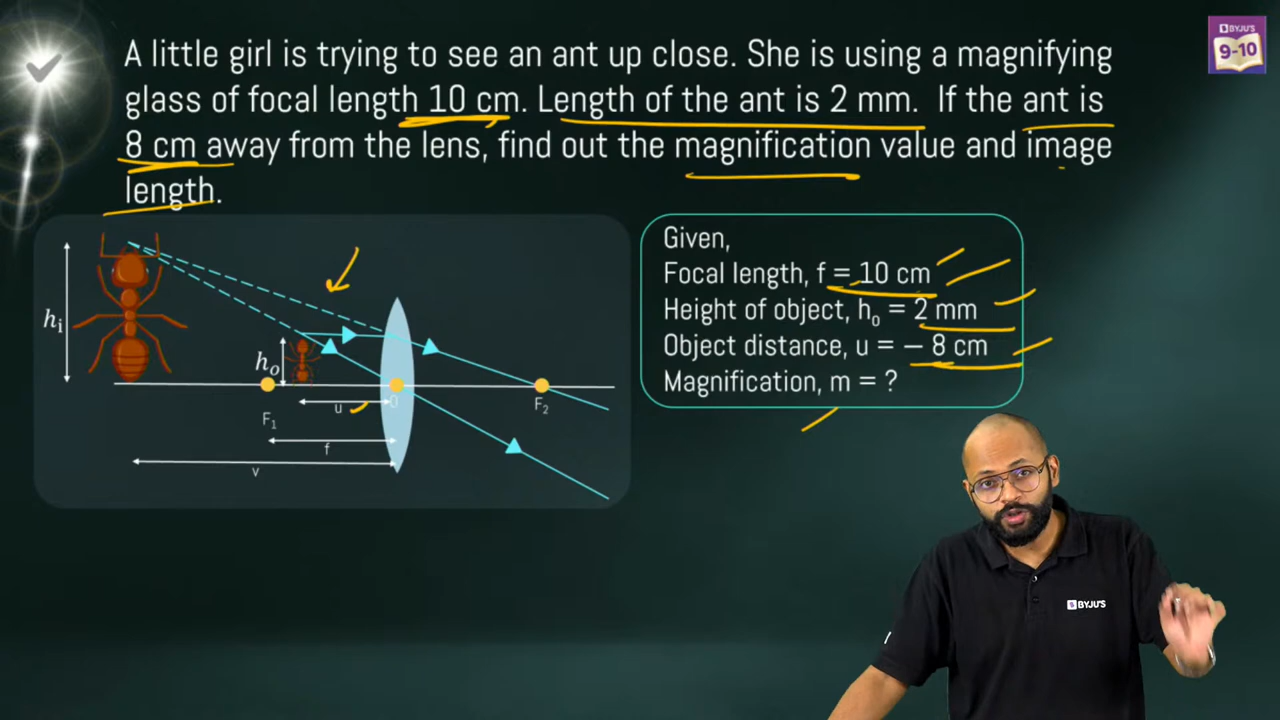 A little girl is trying to see an ant up close. She is using a magnifying
glass of focal length 10 cm. Length of the ant is 2 mm. If the ant is
8 cm away from the lens, find out the magnification value and image
length.
BYJU'S
9-10
Given,
Focal length, f = 10 cm
Height of object, hₒ = 2 mm
Object distance, u = – 8 cm
Magnification, m = ?
hᵢ
hₒ
u
O
F₁
F₂
f
v
BYJU'S